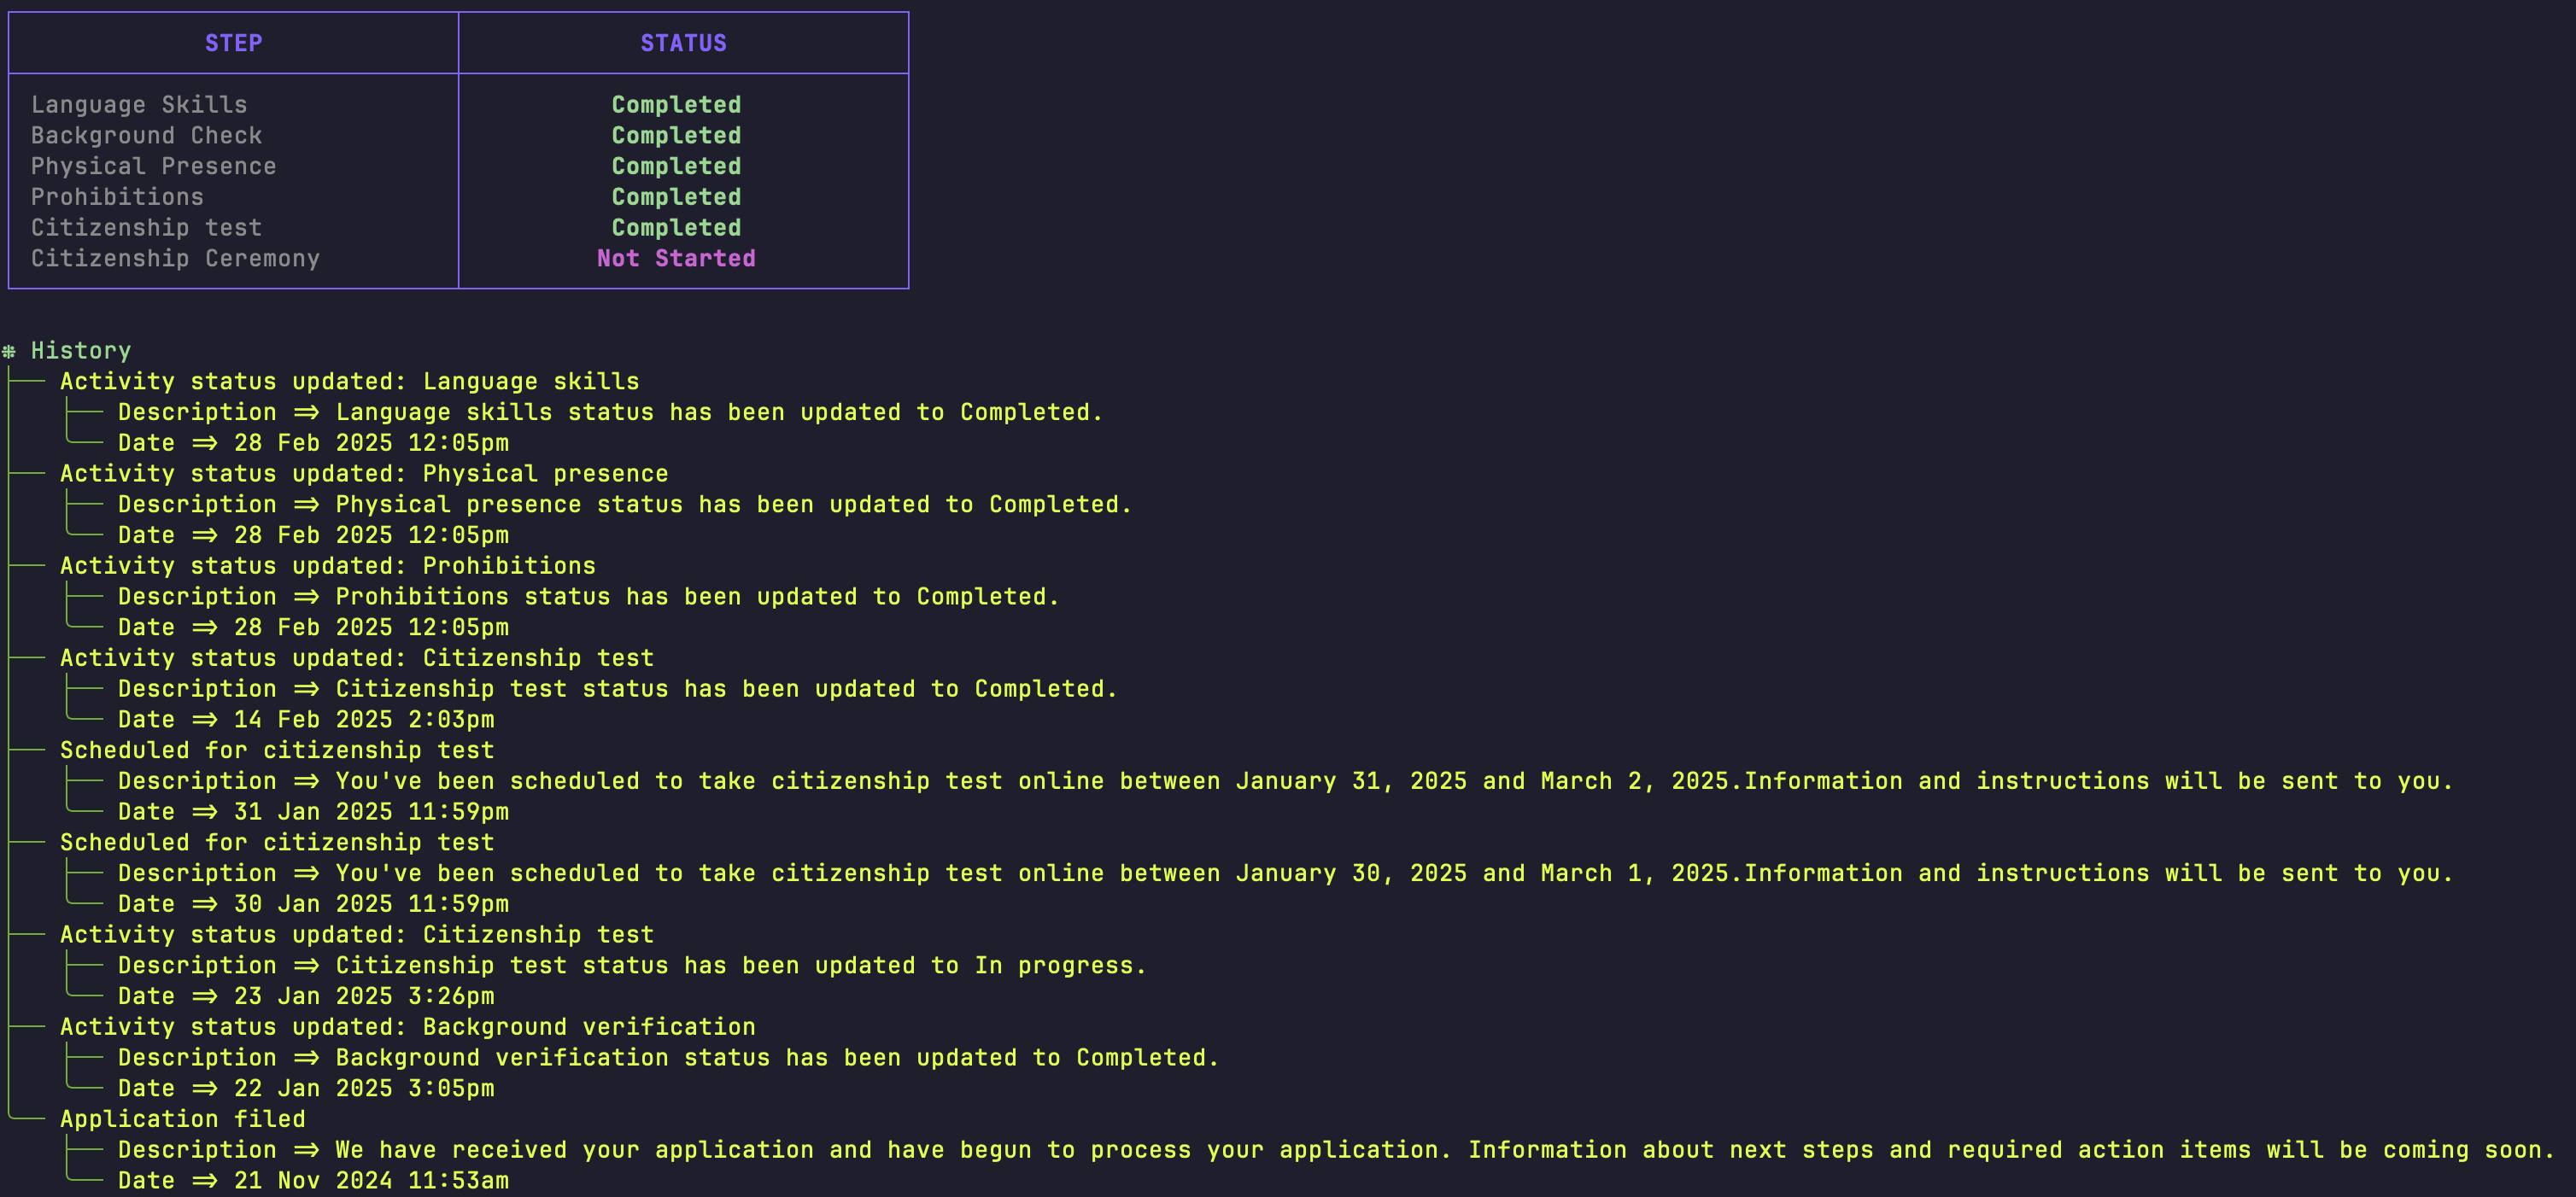 STEP STATUS
Language Skills Completed
Background Check Completed
Physical Presence Completed
Prohibitions Completed
Citizenship test Completed
Citizenship Ceremony Not Started
⁜ History
Activity status updated: Language skills
Description => Language skills status has been updated to Completed.
Date => 28 Feb 2025 12:05pm
Activity status updated: Physical presence
Description => Physical presence status has been updated to Completed.
Date => 28 Feb 2025 12:05pm
Activity status updated: Prohibitions
Description => Prohibitions status has been updated to Completed.
Date => 28 Feb 2025 12:05pm
Activity status updated: Citizenship test
Description => Citizenship test status has been updated to Completed.
Date => 14 Feb 2025 2:03pm
Scheduled for citizenship test
Description => You've been scheduled to take citizenship test online between January 31, 2025 and March 2, 2025.Information and instructions will be sent to you.
Date => 31 Jan 2025 11:59pm
Scheduled for citizenship test
Description => You've been scheduled to take citizenship test online between January 30, 2025 and March 1, 2025.Information and instructions will be sent to you.
Date => 30 Jan 2025 11:59pm
Activity status updated: Citizenship test
Description => Citizenship test status has been updated to In progress.
Date => 23 Jan 2025 3:26pm
Activity status updated: Background verification
Description => Background verification status has been updated to Completed.
Date => 22 Jan 2025 3:05pm
Application filed
Description => We have received your application and have begun to process your application. Information about next steps and required action items will be coming soon.
Date => 21 Nov 2024 11:53am